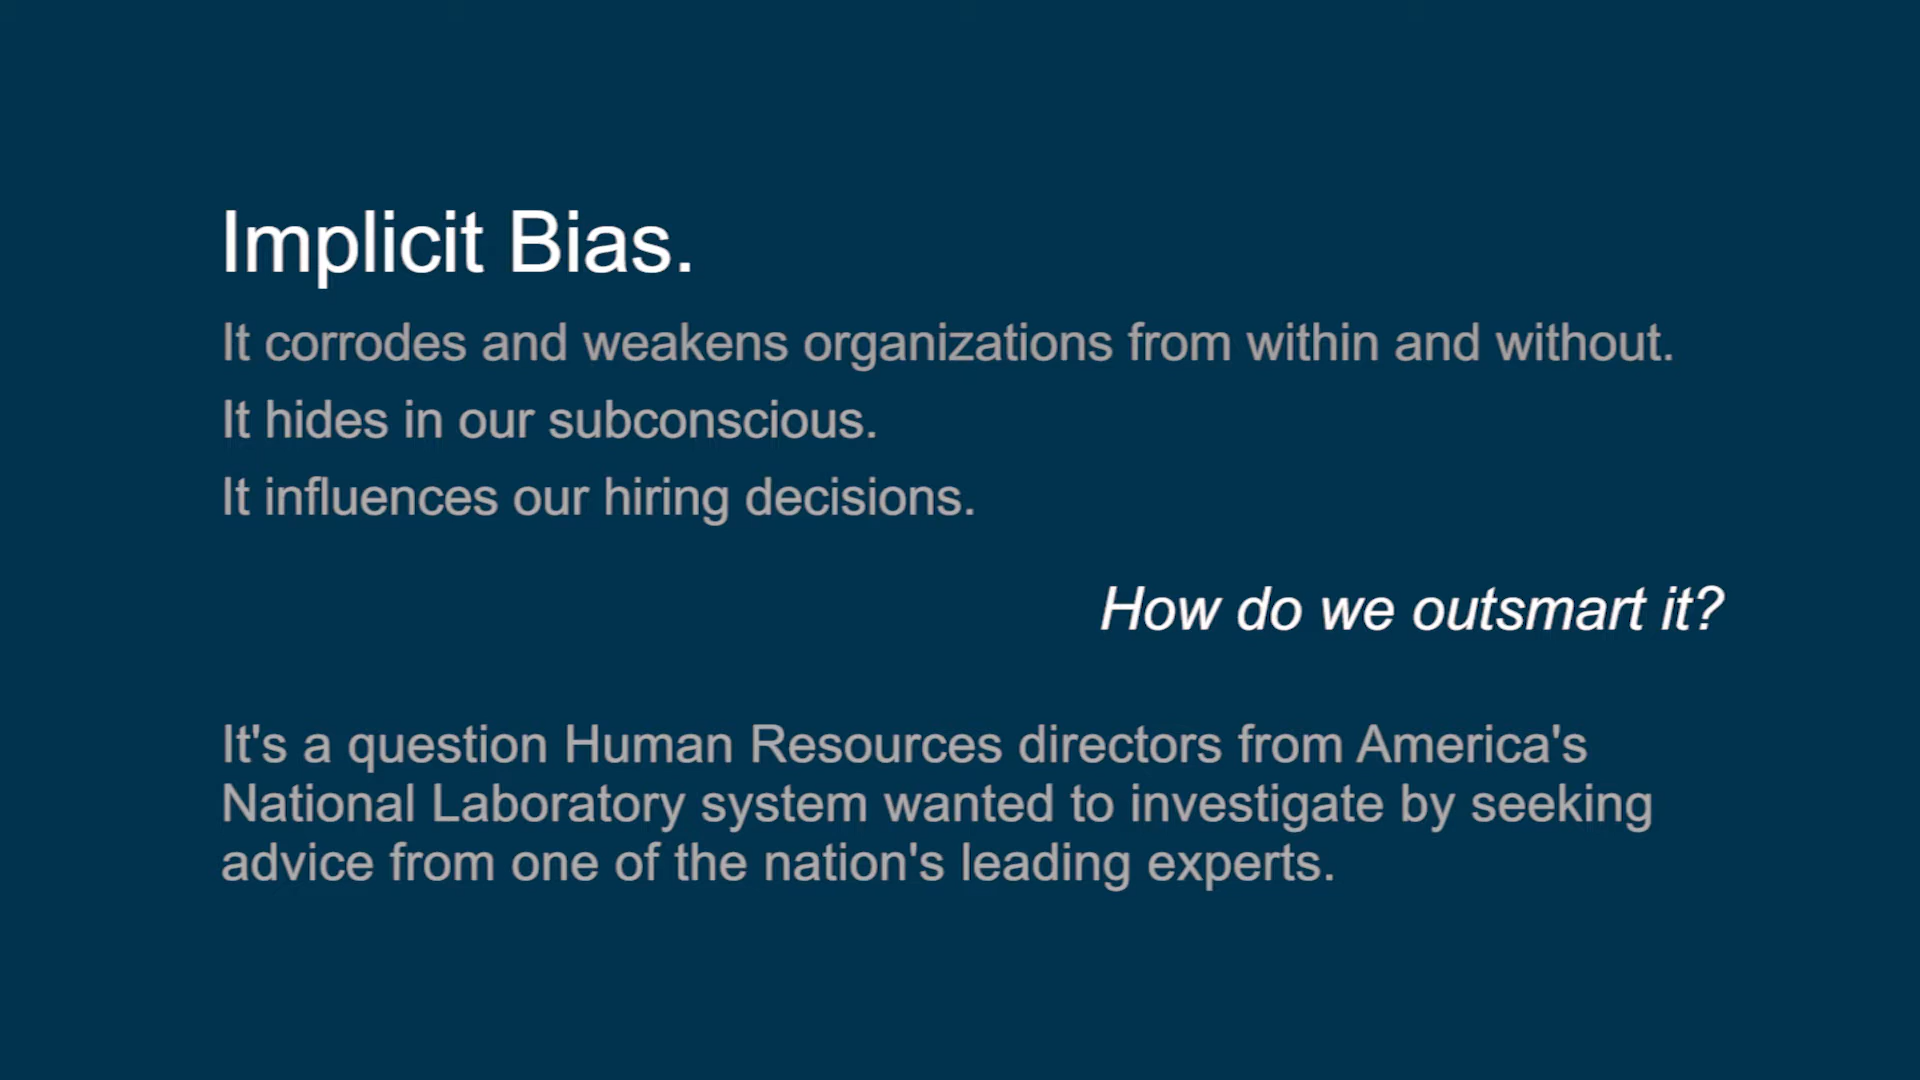 Implicit Bias.
It corrodes and weakens organizations from within and without.
It hides in our subconscious.
It influences our hiring decisions.
How do we outsmart it?
It's a question Human Resources directors from America's
National Laboratory system wanted to investigate by seeking
advice from one of the nation's leading experts.